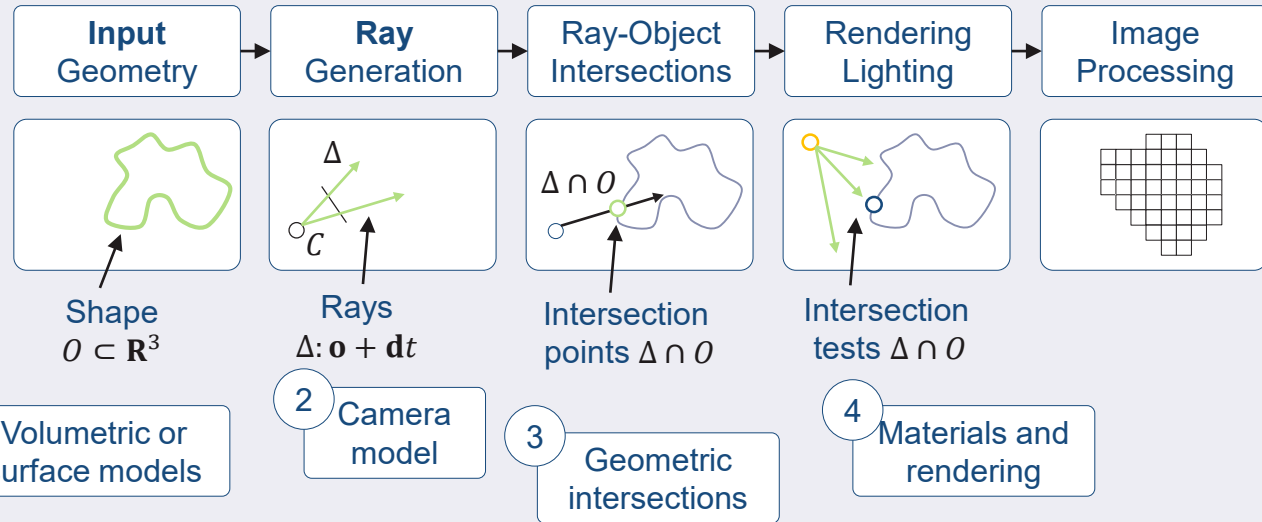 Input
Geometry
Ray
Generation
Ray-Object
Intersections
Rendering
Lighting
Image
Processing
Δ
C
Δ ∩ O
Shape
O ⊂ R³
Rays
Δ: o + dt
Intersection
points Δ ∩ O
Intersection
tests Δ ∩ O
Volumetric or
urface models
2
Camera
model
3
Geometric
intersections
4
Materials and
rendering